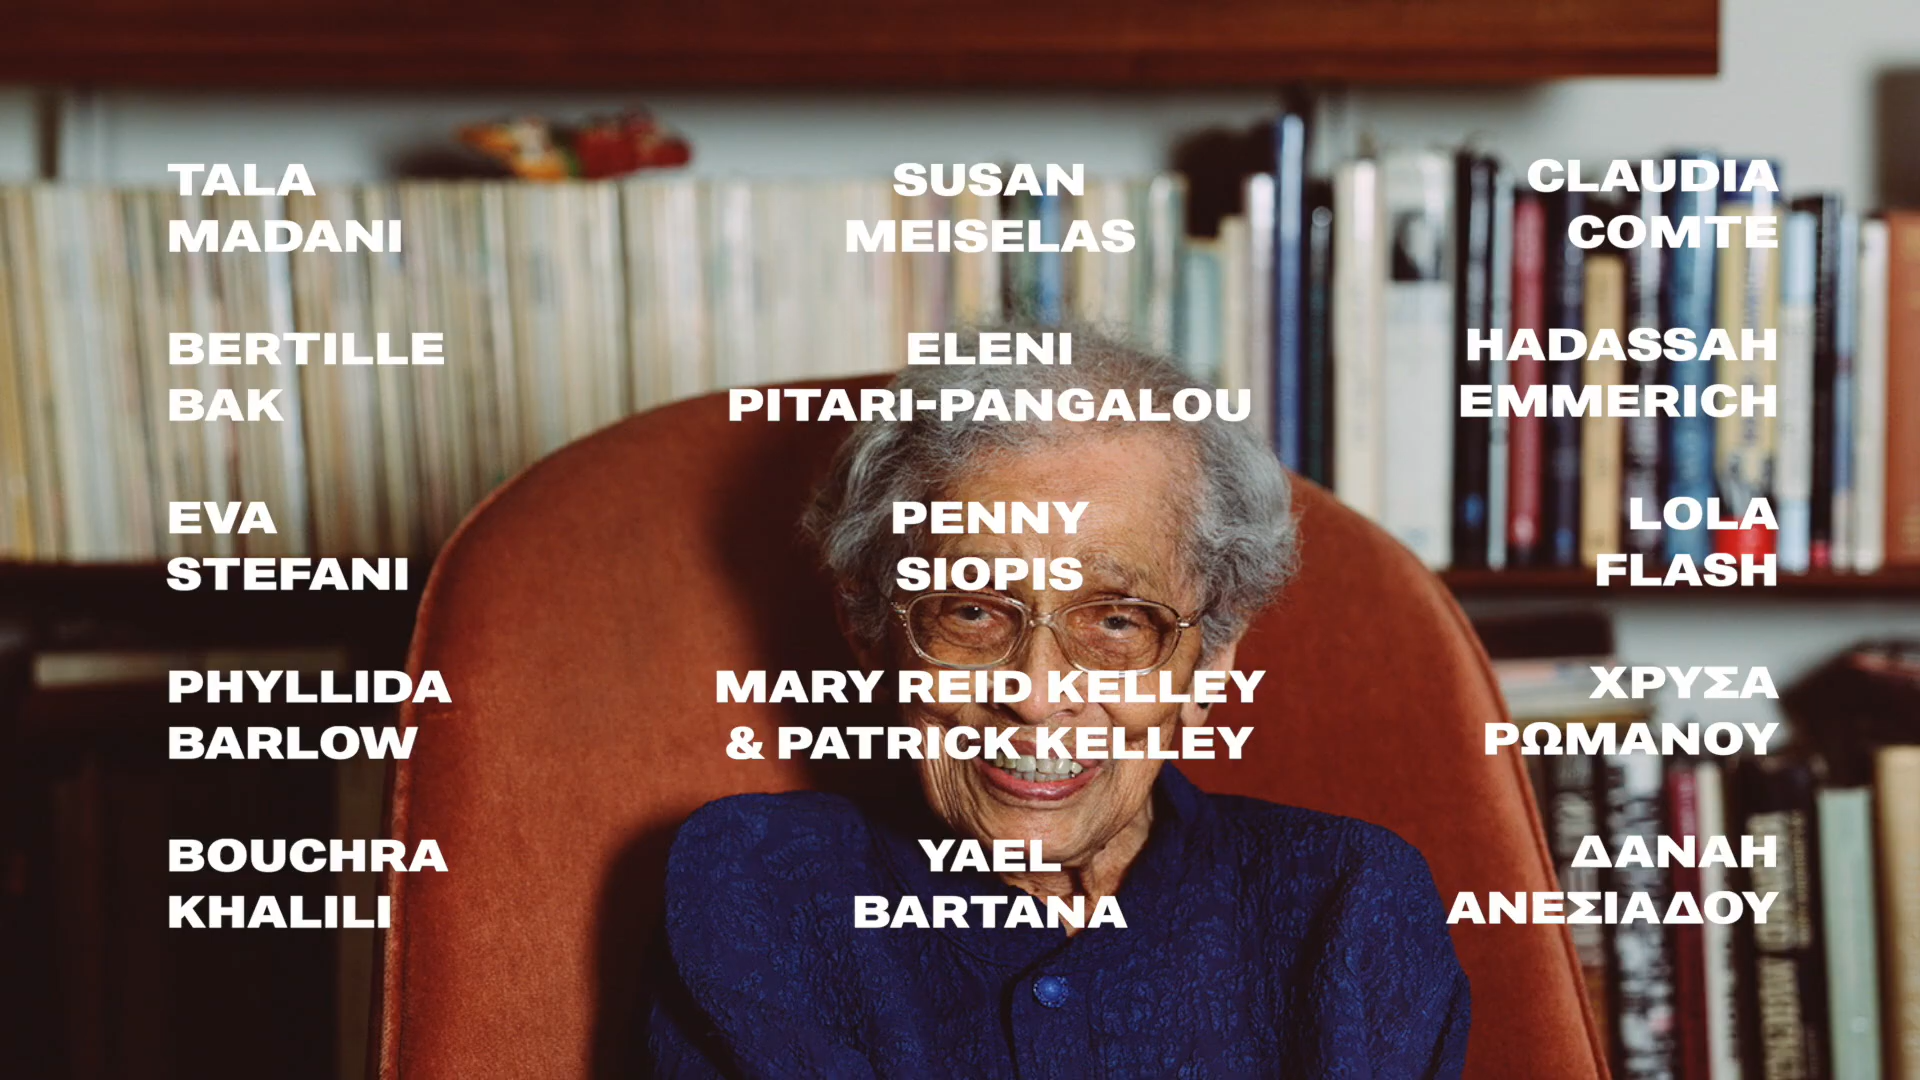 TALA
MADANI
BERTILLE
BAK
EVA
STEFANI
PHYLLIDA
BARLOW
BOUCHRA
KHALILI
SUSAN
MEISELAS
ELENI
PITARI-PANGALOU
PENNY
SIOPIS
MARY REID KELLEY
& PATRICK KELLEY
YAEL
BARTANA
CLAUDIA
COMTE
HADASSAH
EMMERICH
LOLA
FLASH
ΧΡΥΣΑ
ΡΩΜΑΝΟΥ
ΔΑΝΑΗ
ΑΝΕΣΙΑΔΟΥ